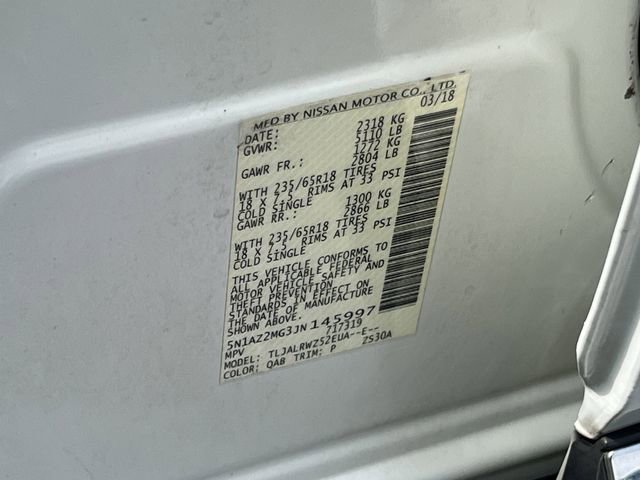 MFD BY NISSAN MOTOR CO., LTD.
DATE: 03/18
GVWR: 2318 KG
5110 LB
GAWR FR.: 1272 KG
2804 LB
WITH 235/65R18 TIRES
18 X 7.5 RIMS AT 33 PSI
COLD SINGLE
GAWR RR.: 1300 KG
2866 LB
WITH 235/65R18 TIRES
18 X 7.5 RIMS AT 33 PSI
COLD SINGLE
THIS VEHICLE CONFORMS TO
ALL APPLICABLE FEDERAL
MOTOR VEHICLE SAFETY AND
THEFT PREVENTION
STANDARDS IN EFFECT ON
THE DATE OF MANUFACTURE
SHOWN ABOVE.
5N1AZ2MG3JN145997
MPV 717319
MODEL: TLJALRWZ52EUA--E--
COLOR: QAB TRIM: P ZS30A